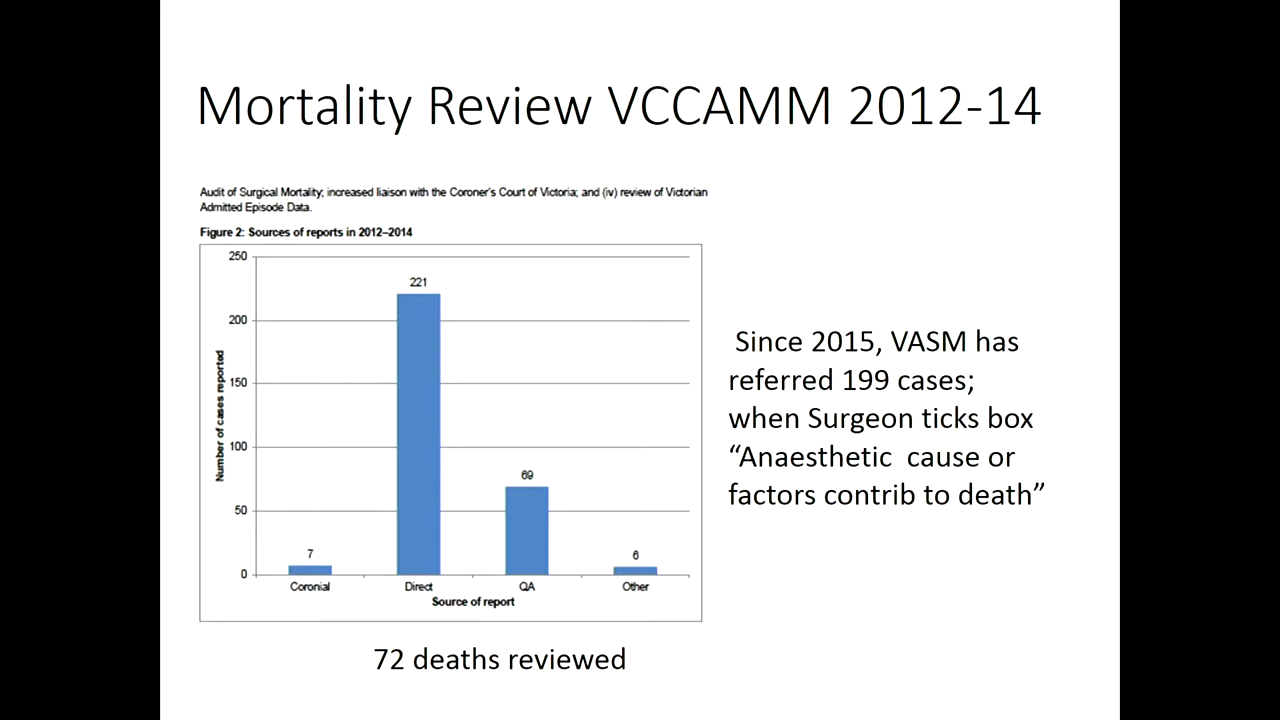 Mortality Review VCCAMM 2012-14
Audit of Surgical Mortality; increased liaison with the Coroner's Court of Victoria; and (iv) review of Victorian
Admitted Episode Data.
Figure 2: Sources of reports in 2012–2014
250
200
150
100
50
0
Number of cases reported
7
221
69
6
Coronial
Direct
QA
Other
Source of report
Since 2015, VASM has
referred 199 cases;
when Surgeon ticks box
“Anaesthetic cause or
factors contrib to death”
72 deaths reviewed